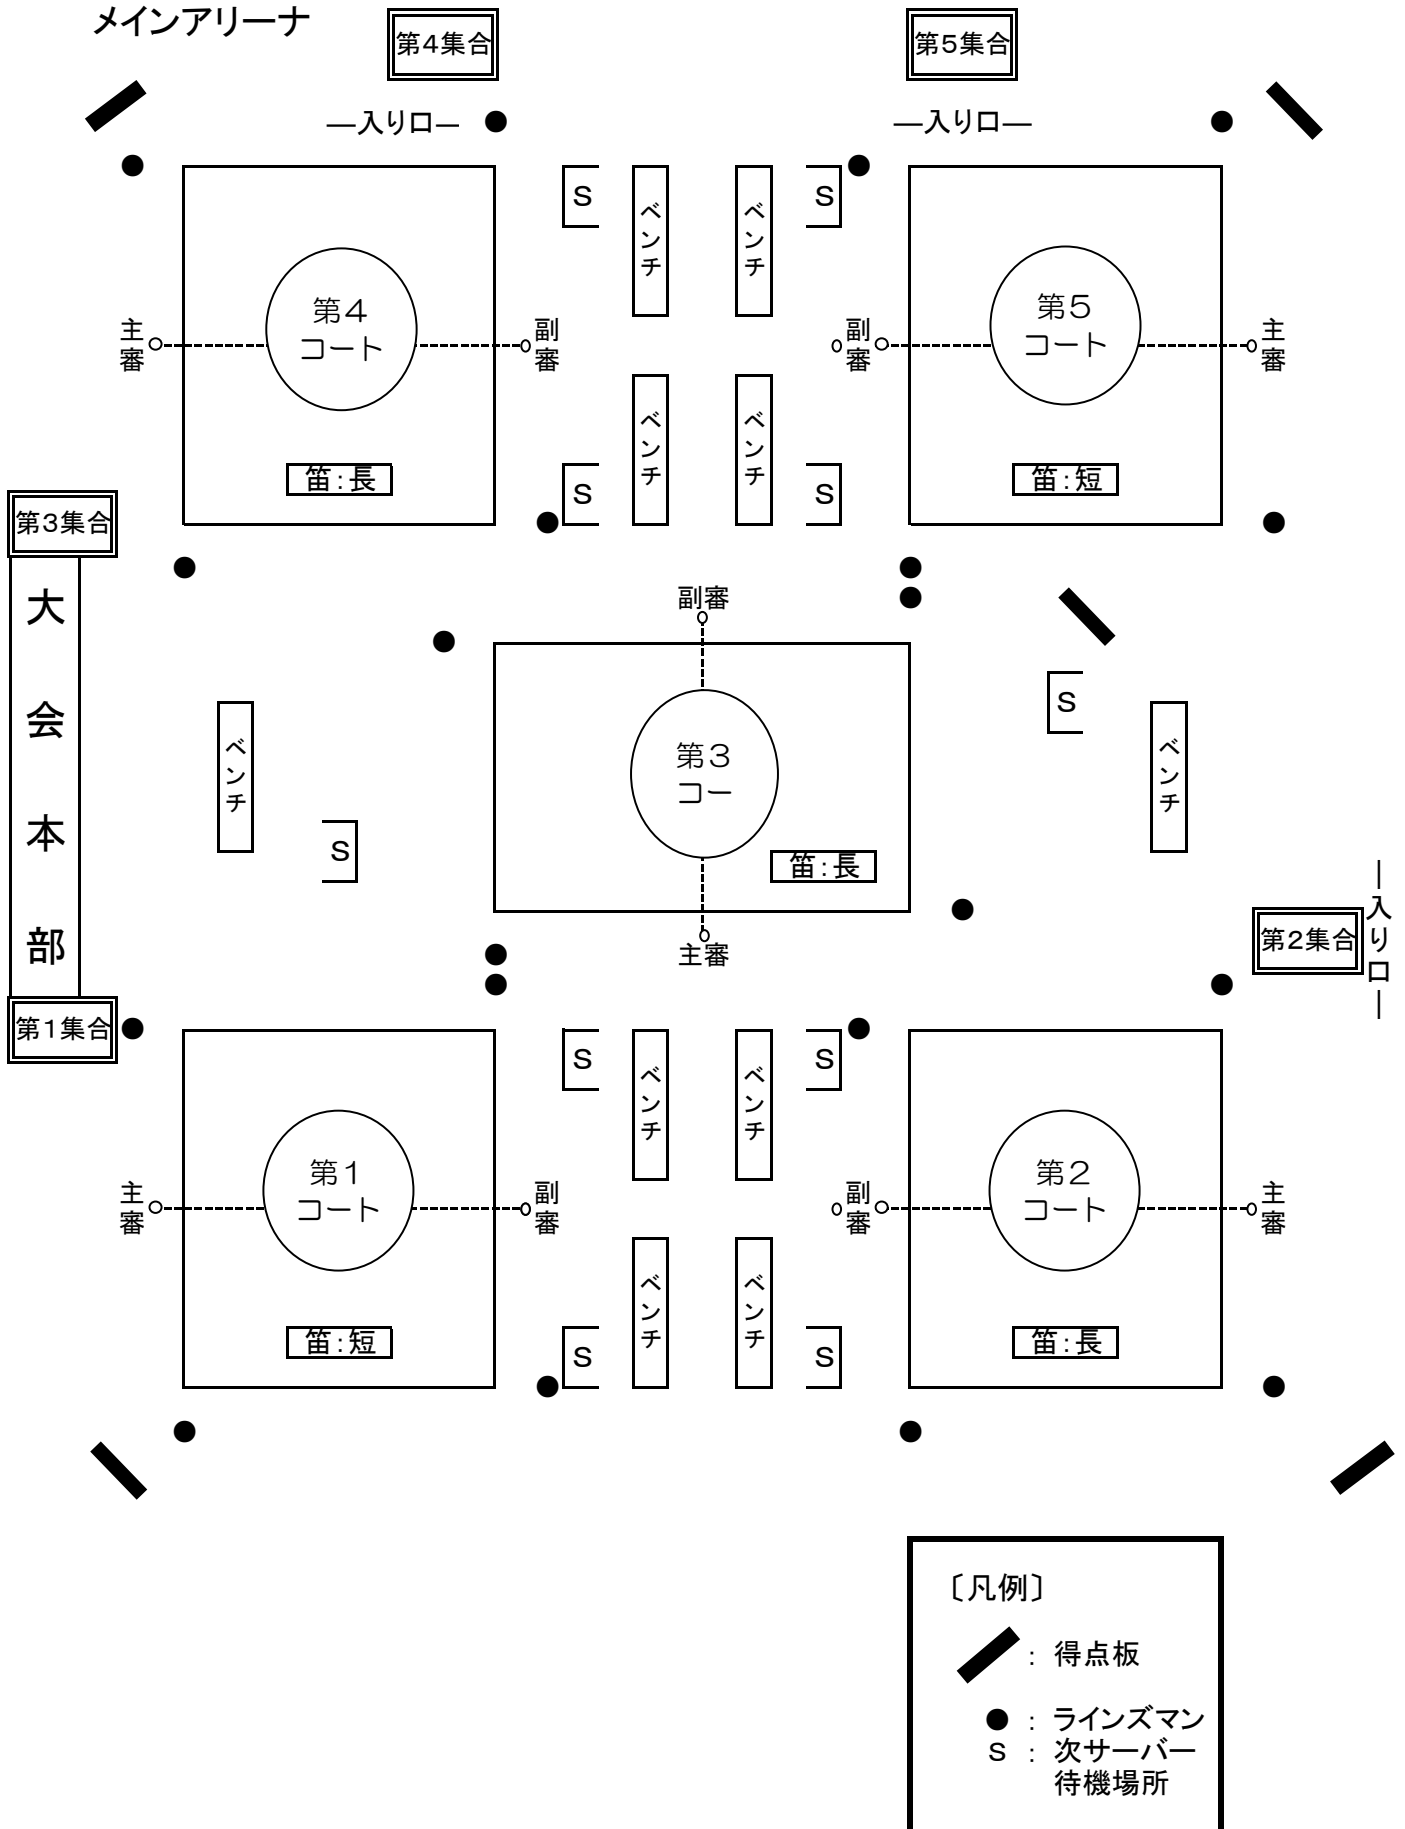 メインアリーナ
第4集合
第5集合
―入り口―
―入り口―
S
ベンチ
ベンチ
S
第4
コート
第5
コート
主審
副審
副審
主審
ベンチ
ベンチ
笛：長
S
S
笛：短
第3集合
大会本部
副審
S
ベンチ
ベンチ
第3
コー
S
笛：長
―入り口―
第2集合
主審
第1集合
S
ベンチ
ベンチ
S
第1
コート
第2
コート
主審
副審
副審
主審
ベンチ
ベンチ
笛：短
S
S
笛：長
〔凡例〕
： 得点板
● ： ラインズマン
S ： 次サーバー
待機場所